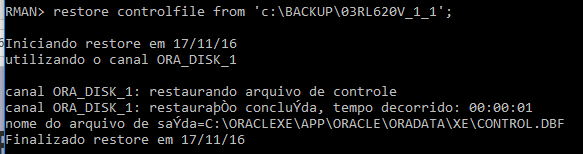 RMAN> restore controlfile from 'c:\BACKUP\03RL620V_1_1';
Iniciando restore em 17/11/16
utilizando o canal ORA_DISK_1
canal ORA_DISK_1: restaurando arquivo de controle
canal ORA_DISK_1: restauraþÒo concluÝda, tempo decorrido: 00:00:01
nome do arquivo de saÝda=C:\ORACLEXE\APP\ORACLE\ORADATA\XE\CONTROL.DBF
Finalizado restore em 17/11/16